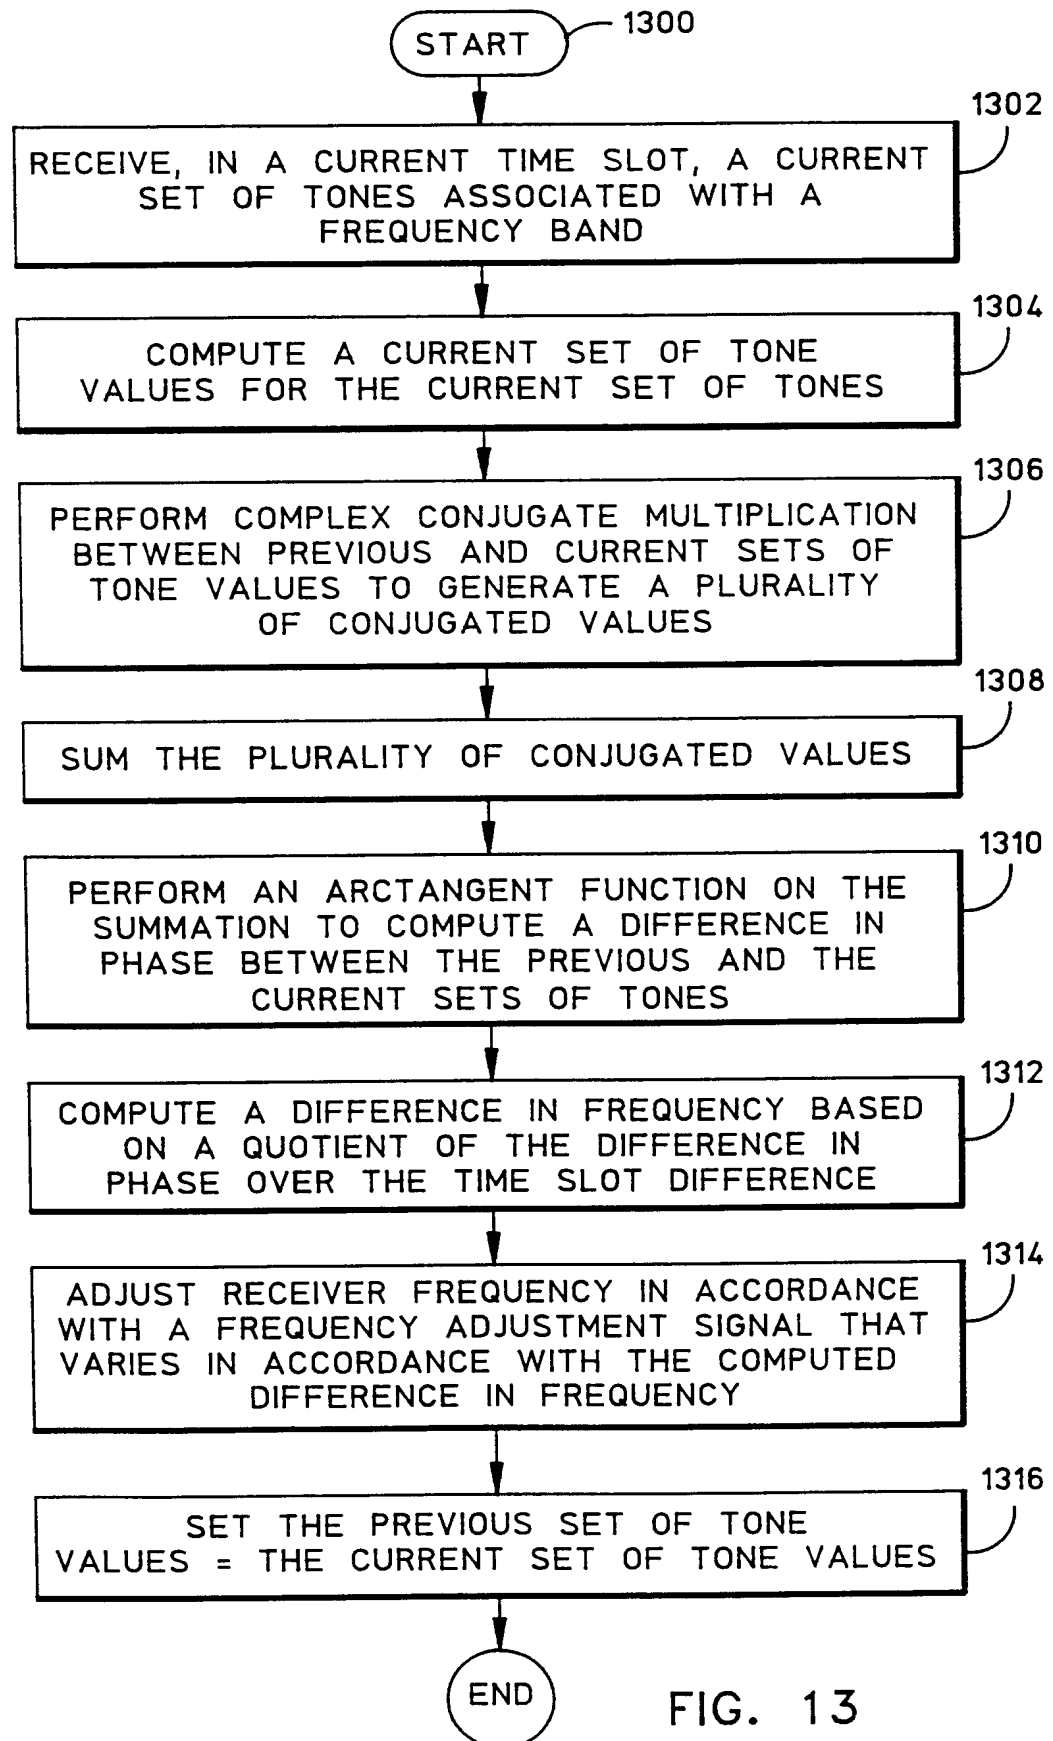 START
1300
1302
RECEIVE, IN A CURRENT TIME SLOT, A CURRENT
SET OF TONES ASSOCIATED WITH A
FREQUENCY BAND
1304
COMPUTE A CURRENT SET OF TONE
VALUES FOR THE CURRENT SET OF TONES
1306
PERFORM COMPLEX CONJUGATE MULTIPLICATION
BETWEEN PREVIOUS AND CURRENT SETS OF
TONE VALUES TO GENERATE A PLURALITY
OF CONJUGATED VALUES
1308
SUM THE PLURALITY OF CONJUGATED VALUES
1310
PERFORM AN ARCTANGENT FUNCTION ON THE
SUMMATION TO COMPUTE A DIFFERENCE IN
PHASE BETWEEN THE PREVIOUS AND THE
CURRENT SETS OF TONES
1312
COMPUTE A DIFFERENCE IN FREQUENCY BASED
ON A QUOTIENT OF THE DIFFERENCE IN
PHASE OVER THE TIME SLOT DIFFERENCE
1314
ADJUST RECEIVER FREQUENCY IN ACCORDANCE
WITH A FREQUENCY ADJUSTMENT SIGNAL THAT
VARIES IN ACCORDANCE WITH THE COMPUTED
DIFFERENCE IN FREQUENCY
1316
SET THE PREVIOUS SET OF TONE
VALUES = THE CURRENT SET OF TONE VALUES
END
FIG. 13